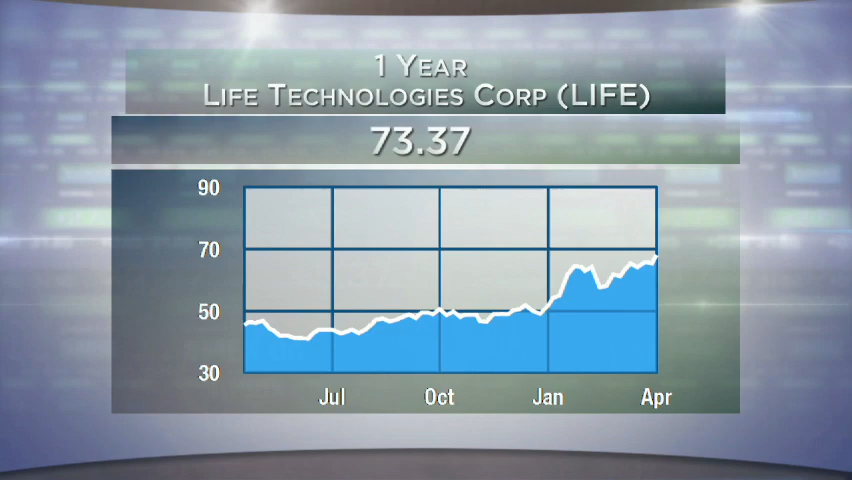 1 YEAR
LIFE TECHNOLOGIES CORP (LIFE)
73.37
90
70
50
30
Jul Oct Jan Apr